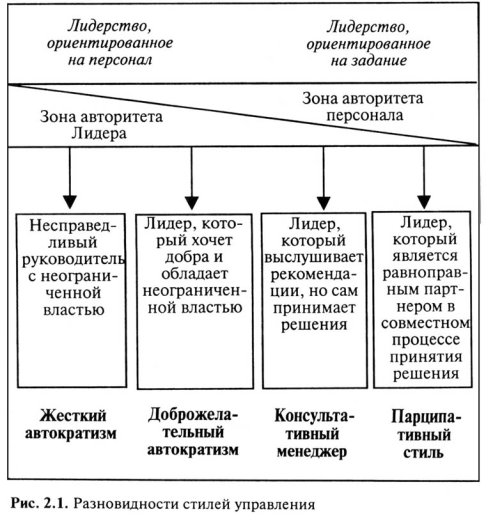 Лидерство,
ориентированное
на персонал
Лидерство,
ориентированное
на задание
Зона авторитета
Лидера
Зона авторитета
персонала
Несправед-
ливый
руководитель
с неограни-
ченной
властью
Лидер, кото-
рый хочет
добра и
обладает
неограничен-
ной властью
Лидер,
который
выслушивает
рекоменда-
ции, но сам
принимает
решения
Лидер,
который
является
равноправ-
ным парт-
нером в
совместном
процессе
принятия
решения
Жесткий
автократизм
Доброжела-
тельный
автократизм
Консульта-
тивный
менеджер
Парципа-
тивный
стиль
Рис. 2.1. Разновидности стилей управления